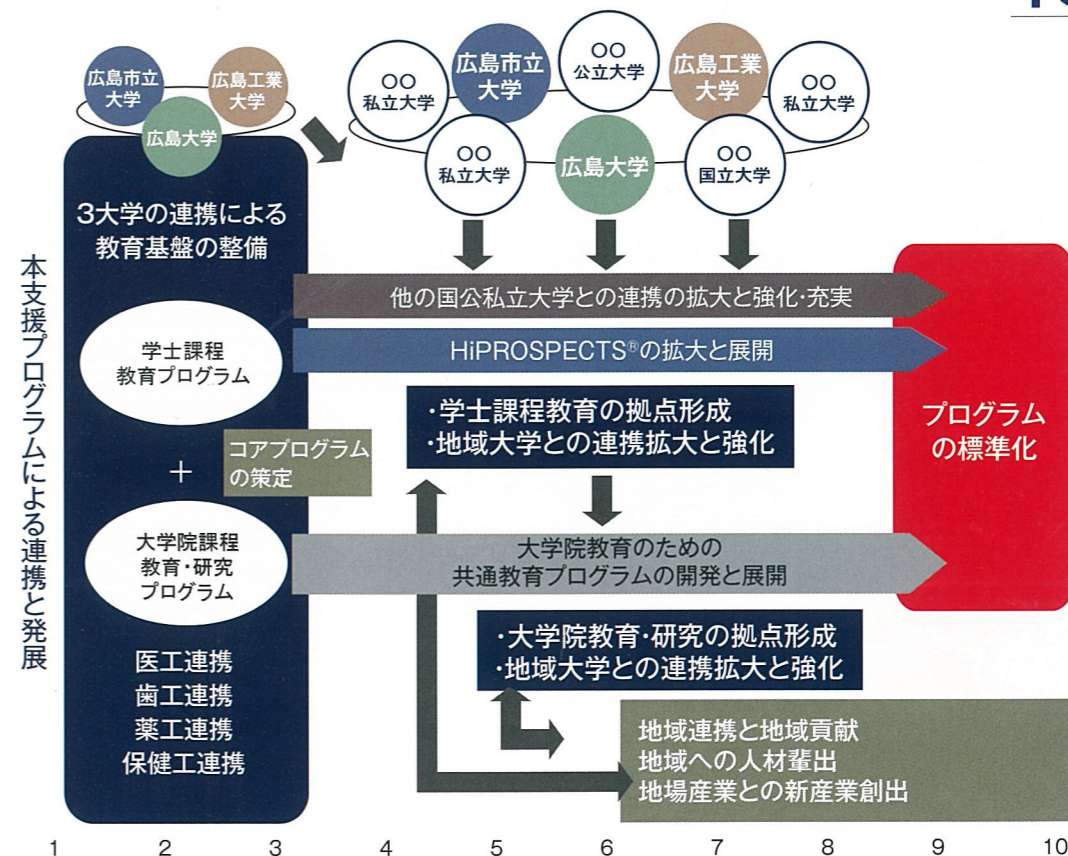 広島市立
大学
広島工業
大学
広島大学
○○
私立大学
広島市立
大学
○○
公立大学
広島工業
大学
○○
私立大学
○○
私立大学
広島大学
○○
国立大学
本支援プログラムによる連携と発展
3大学の連携による
教育基盤の整備
学士課程
教育プログラム
+
コアプログラム
の策定
大学院課程
教育・研究
プログラム
医工連携
歯工連携
薬工連携
保健工連携
他の国公私立大学との連携の拡大と強化・充実
HiPROSPECTS®の拡大と展開
・学士課程教育の拠点形成
・地域大学との連携拡大と強化
大学院教育のための
共通教育プログラムの開発と展開
・大学院教育・研究の拠点形成
・地域大学との連携拡大と強化
プログラム
の標準化
地域連携と地域貢献
地域への人材輩出
地場産業との新産業創出
1 2 3 4 5 6 7 8 9 10